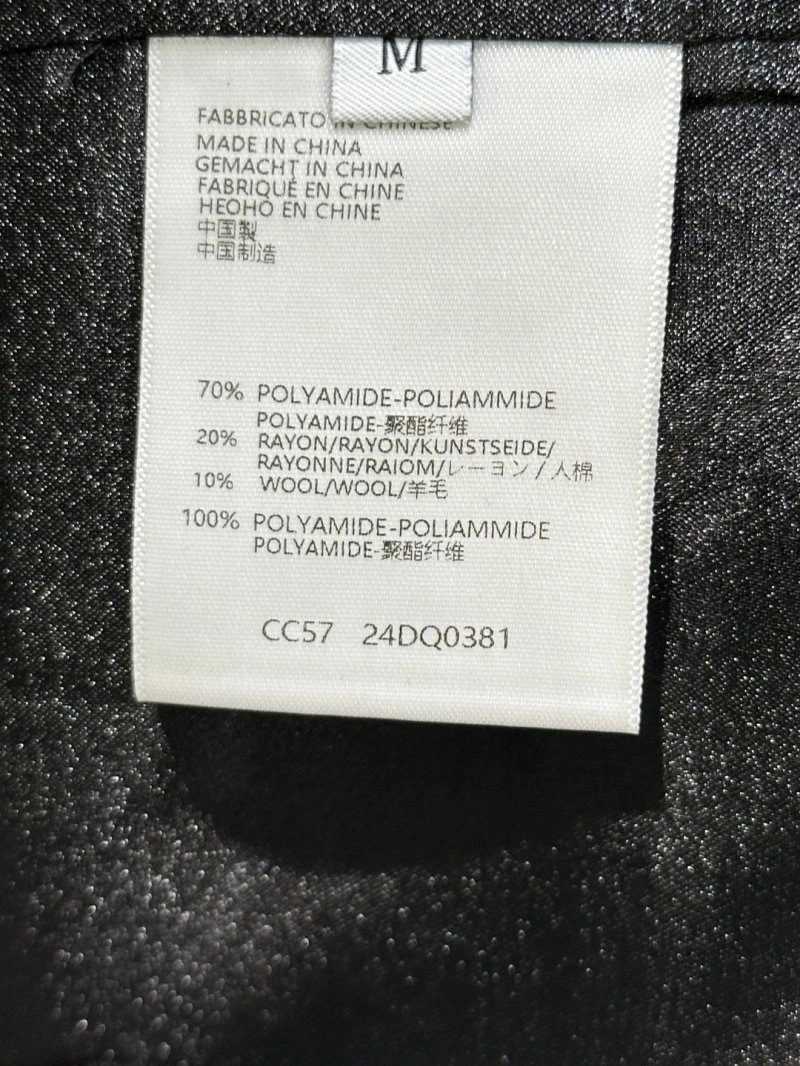 M
FABBRICATO IN CHINESE
MADE IN CHINA
GEMACHT IN CHINA
FABRIQUÉ EN CHINE
HEOHO EN CHINE
中国製
中国制造
70% POLYAMIDE-POLIAMMIDE
POLYAMIDE-聚酯纤维
20% RAYON/RAYON/KUNSTSEIDE/
RAYONNE/RAIOM/レーヨン/人棉
10% WOOL/WOOL/羊毛
100% POLYAMIDE-POLIAMMIDE
POLYAMIDE-聚酯纤维
CC57 24DQ0381